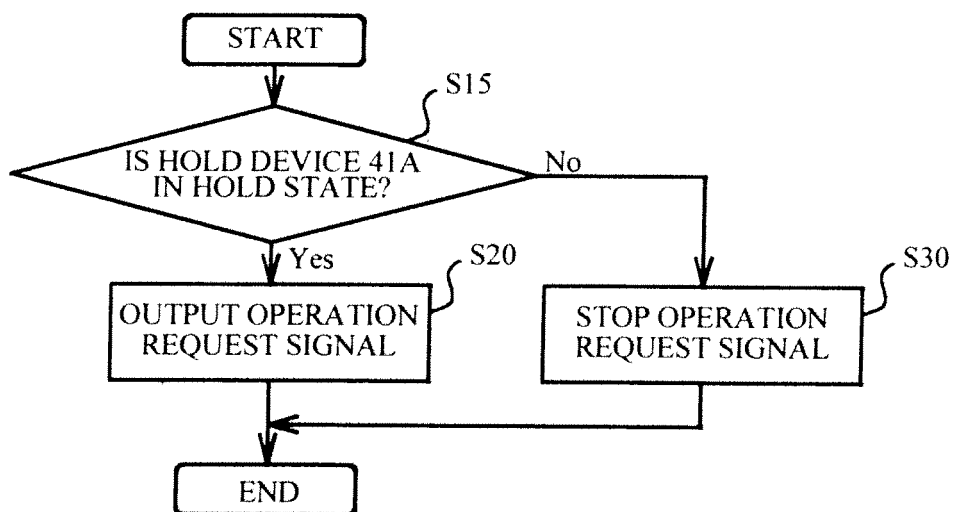 START
S15
IS HOLD DEVICE 41A
IN HOLD STATE?
No
Yes
S20
S30
OUTPUT OPERATION
REQUEST SIGNAL
STOP OPERATION
REQUEST SIGNAL
END